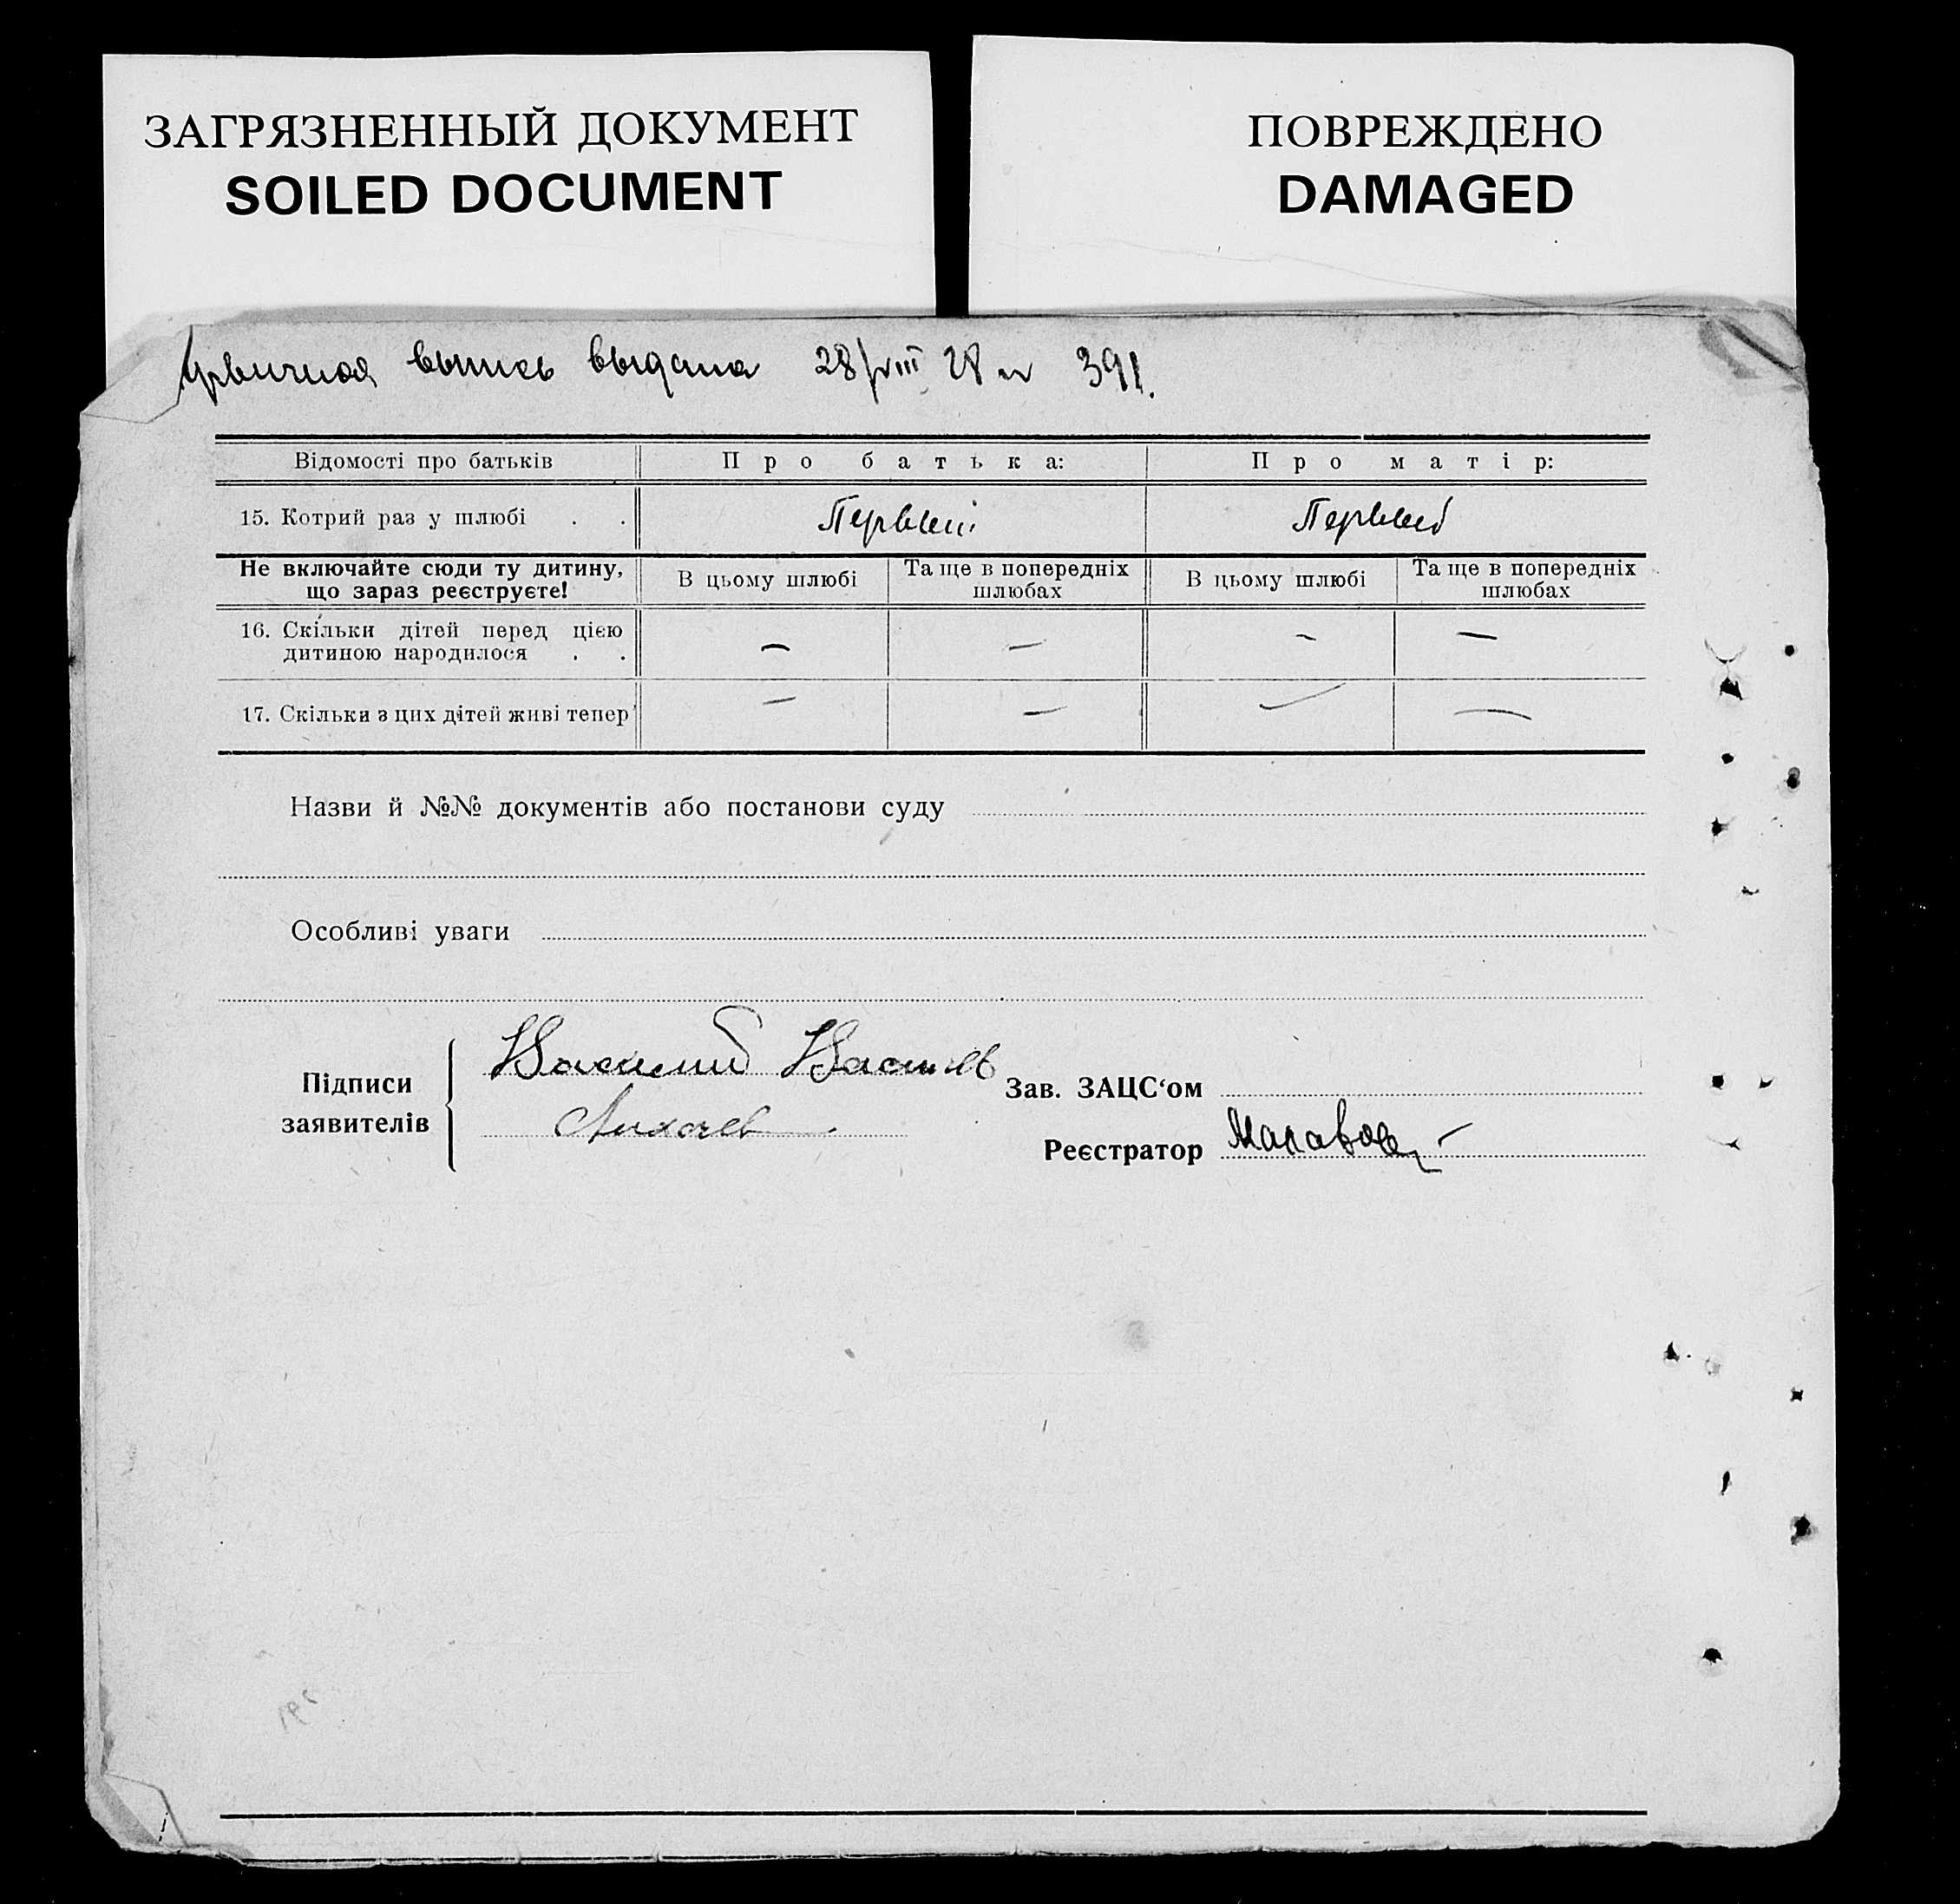 ЗАГРЯЗНЕННЫЙ ДОКУМЕНТ
SOILED DOCUMENT
ПОВРЕЖДЕНО
DAMAGED
выпись выдана 28/VIII 28 391.
Відомості про батьків Про батька: Про матір:
15. Котрий раз у шлюбі . . Первый Первый
Не включайте сюди ту дитину, що зараз реєструєте! В цьому шлюбі Та ще в попередніх шлюбах В цьому шлюбі Та ще в попередніх шлюбах
16. Скільки дітей перед цією
дитиною народилося . . — — — —
17. Скільки з цих дітей живі тепер — — — —
Назви й №№ документів або постанови суду
Особливі уваги
Підписи
заявителів
Василий
Лихачев
Зав. ЗАЦС‘ом
Реєстратор